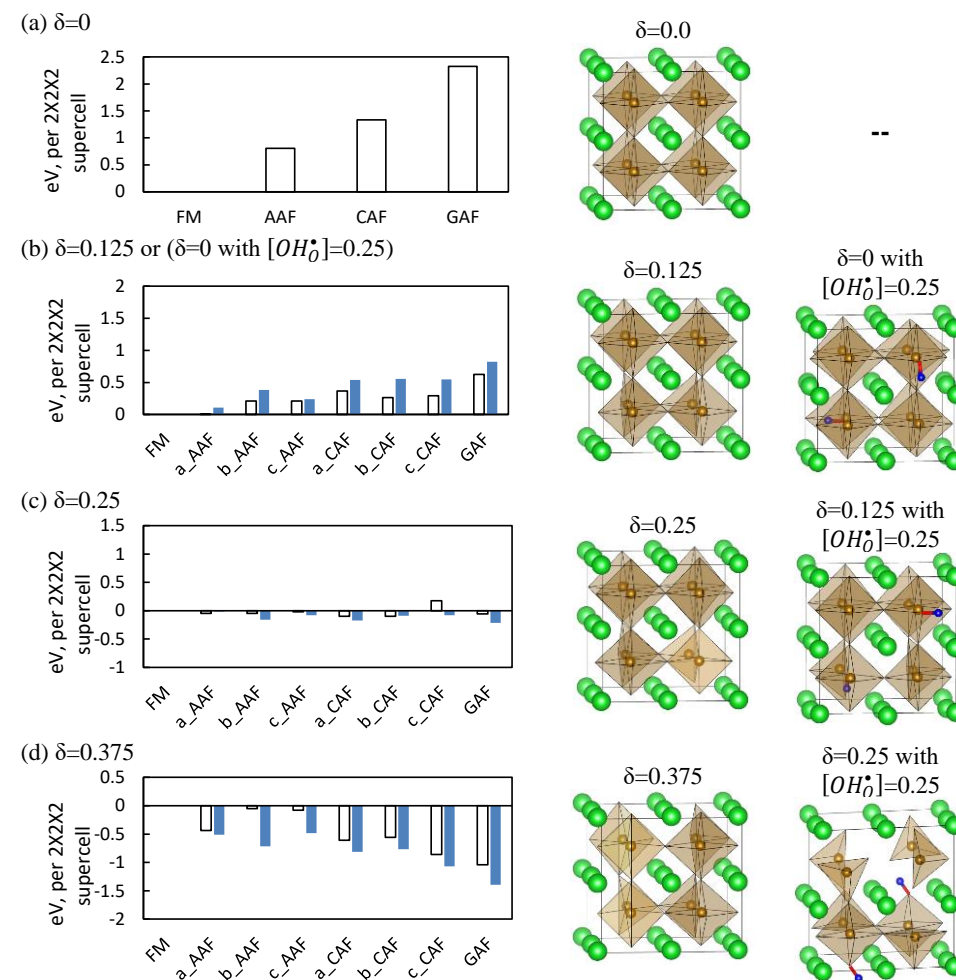 (a) δ=0
eV, per 2X2X2
supercell
2.5
2
1.5
1
0.5
0
FM AAF CAF GAF
δ=0.0
--
(b) δ=0.125 or (δ=0 with [OH•O]=0.25)
eV, per 2X2X2
supercell
2
1.5
1
0.5
0
FM a_AAF b_AAF c_AAF a_CAF b_CAF c_CAF GAF
δ=0.125
δ=0 with
[OH•O]=0.25
(c) δ=0.25
eV, per 2X2X2
supercell
1.5
1
0.5
0
-0.5
-1
FM a_AAF b_AAF c_AAF a_CAF b_CAF c_CAF GAF
δ=0.25
δ=0.125 with
[OH•O]=0.25
(d) δ=0.375
eV, per 2X2X2
supercell
0.5
0
-0.5
-1
-1.5
-2
FM a_AAF b_AAF c_AAF a_CAF b_CAF c_CAF GAF
δ=0.375
δ=0.25 with
[OH•O]=0.25